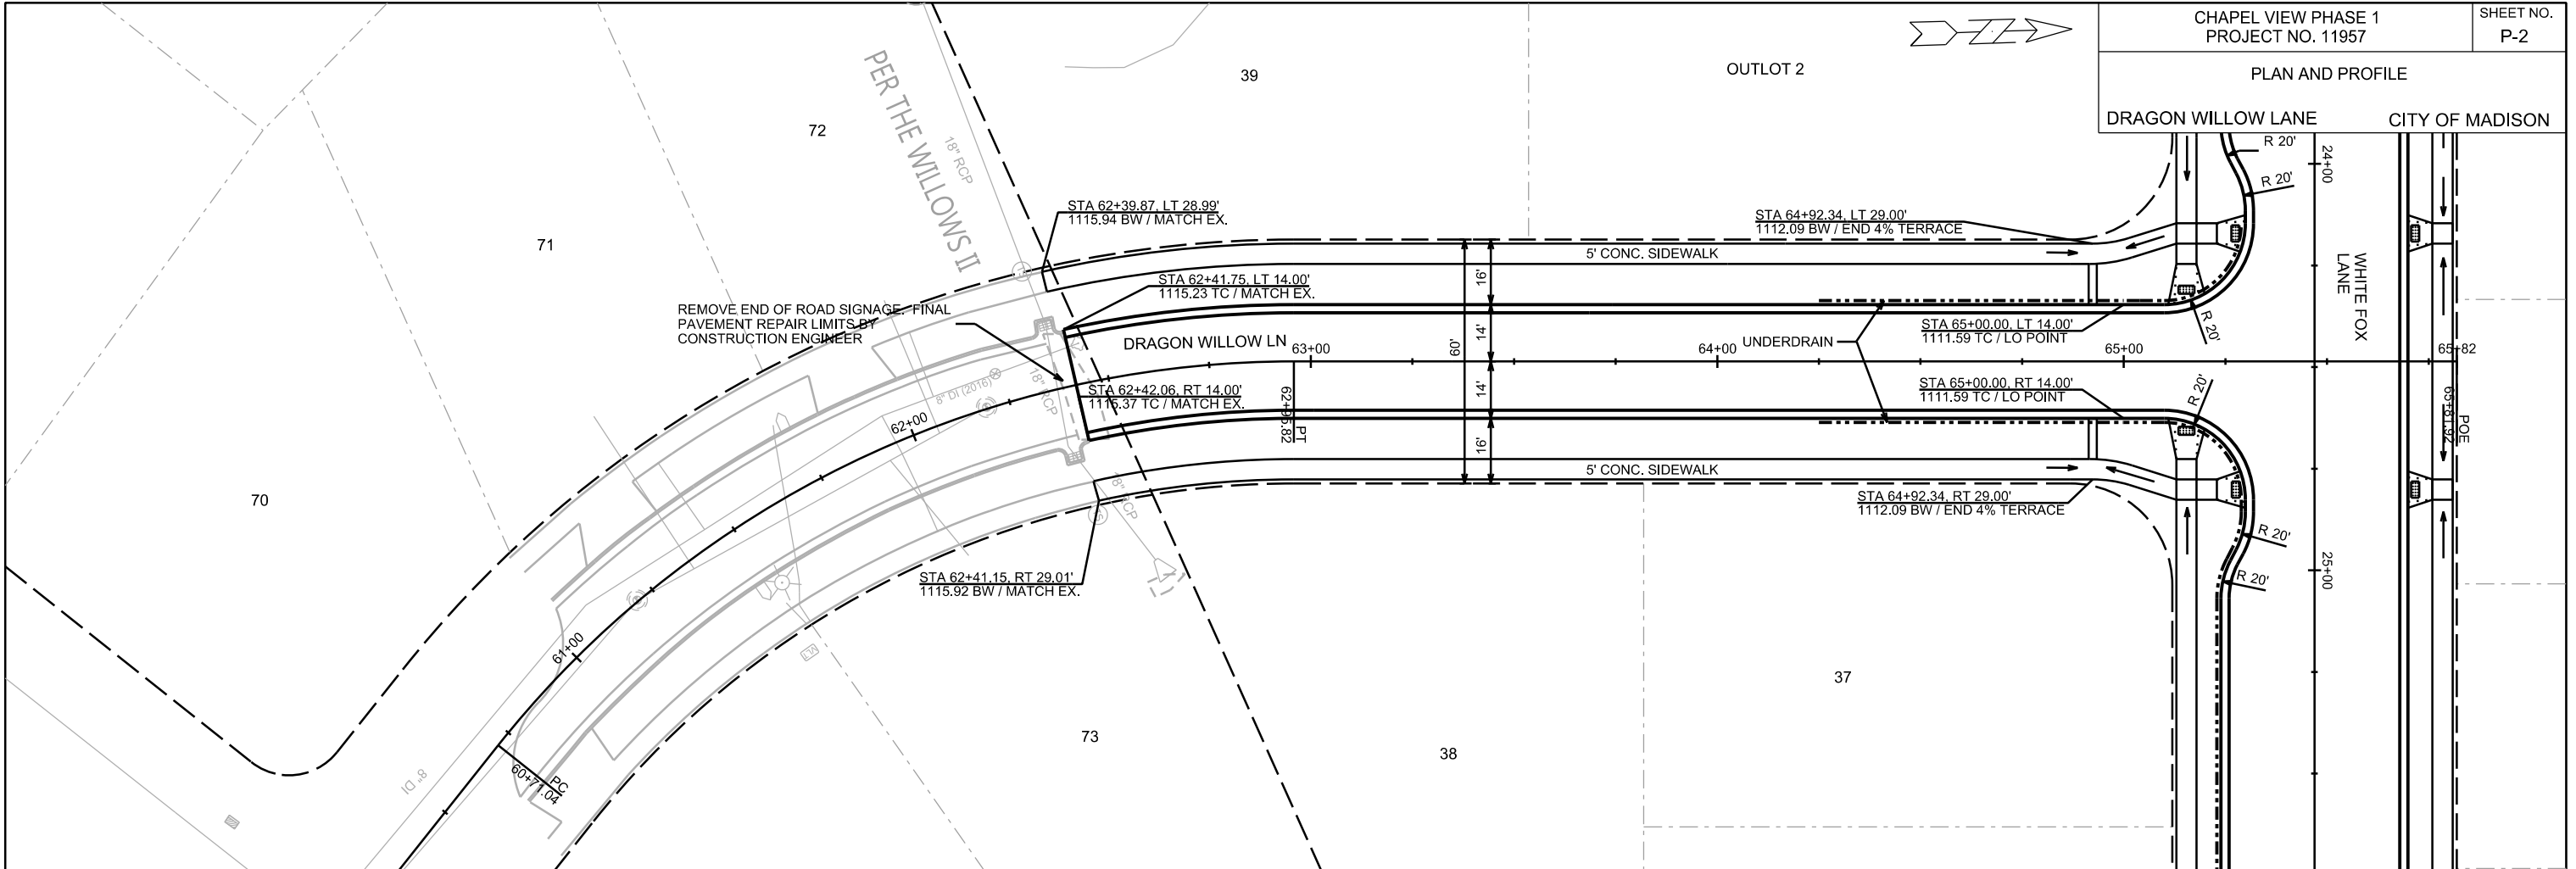 CHAPEL VIEW PHASE 1
PROJECT NO. 11957
SHEET NO.
P-2
PLAN AND PROFILE
DRAGON WILLOW LANE
CITY OF MADISON
39
OUTLOT 2
72
71
70
73
38
37
PER THE WILLOWS II
18" RCP
STA 62+39.87, LT 28.99'
1115.94 BW / MATCH EX.
STA 62+41.75, LT 14.00'
1115.23 TC / MATCH EX.
REMOVE END OF ROAD SIGNAGE. FINAL
PAVEMENT REPAIR LIMITS BY
CONSTRUCTION ENGINEER
DRAGON WILLOW LN
STA 62+42.06, RT 14.00'
1115.37 TC / MATCH EX.
18" RCP
8" DI (2016)
STA 62+41.15, RT 29.01'
1115.92 BW / MATCH EX.
18" RCP
61+00
62+00
63+00
64+00
65+00
65+82
PC
60+71.04
8" DI
PT
62+95.82
60'
16'
14'
14'
16'
5' CONC. SIDEWALK
5' CONC. SIDEWALK
UNDERDRAIN
STA 64+92.34, LT 29.00'
1112.09 BW / END 4% TERRACE
STA 65+00.00, LT 14.00'
1111.59 TC / LO POINT
STA 65+00.00, RT 14.00'
1111.59 TC / LO POINT
STA 64+92.34, RT 29.00'
1112.09 BW / END 4% TERRACE
R 20'
R 20'
R 20'
R 20'
R 20'
R 20'
24+00
25+00
WHITE FOX
LANE
POE
65+81.92